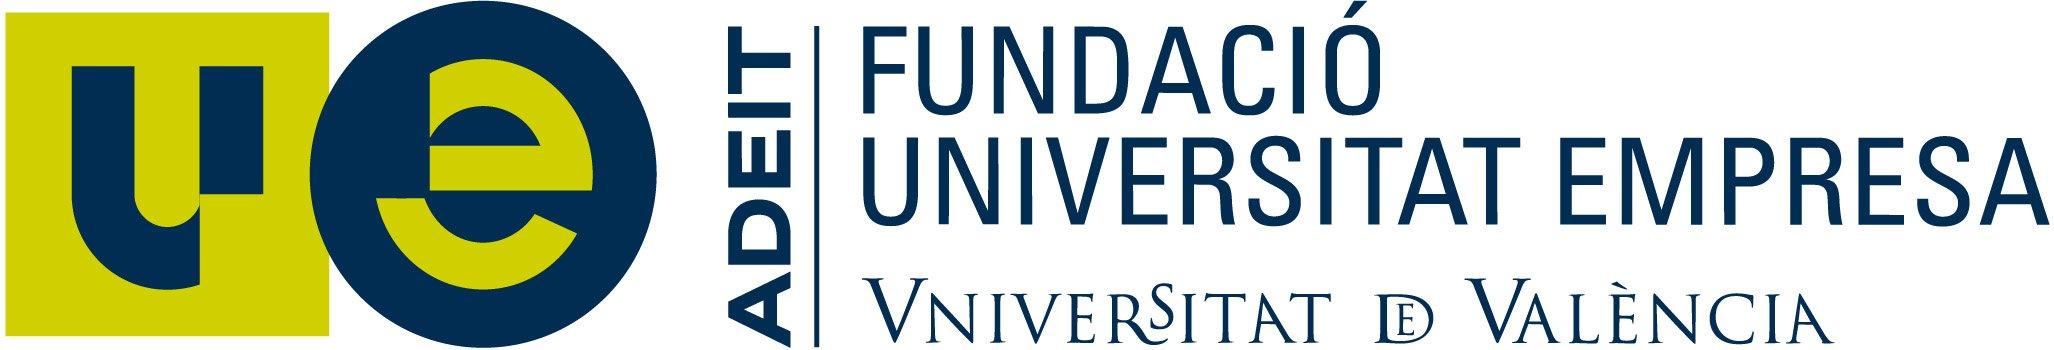 ue
ADEIT
FUNDACIÓ
UNIVERSITAT EMPRESA
VNIVERSITAT DE VALÈNCIA